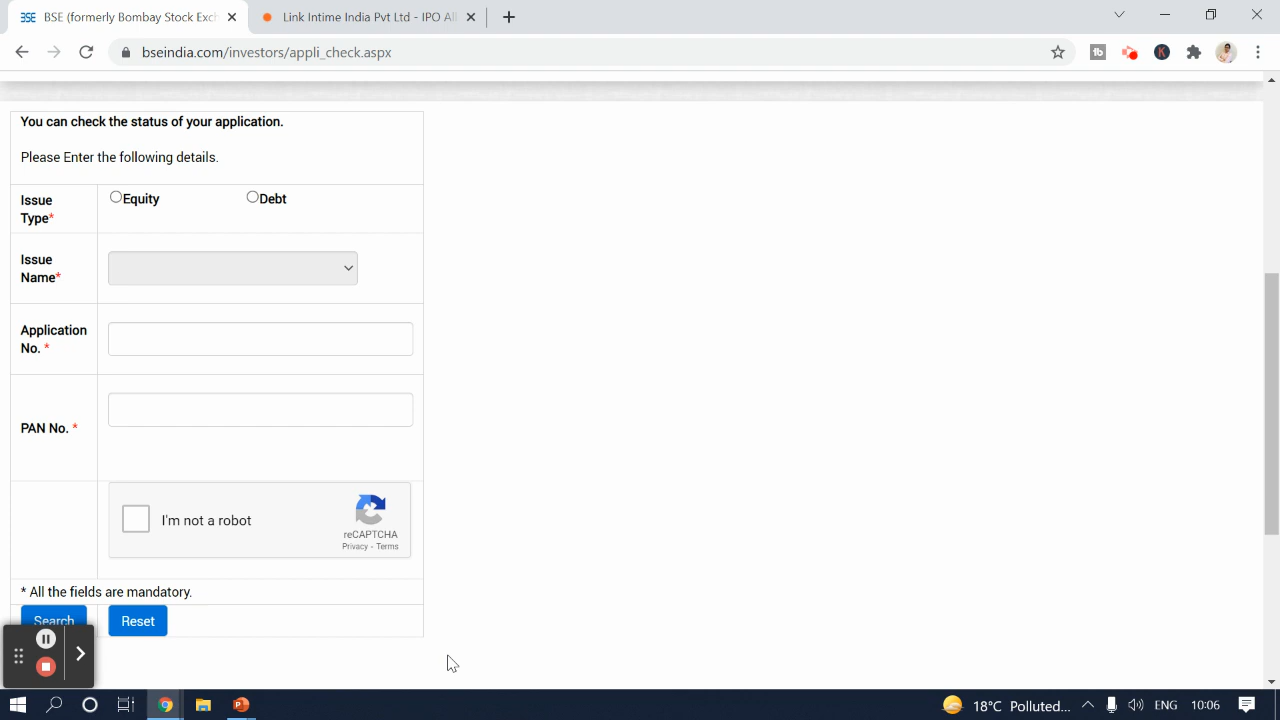 BSE (formerly Bombay Stock Exch
Link Intime India Pvt Ltd - IPO All
bseindia.com/investors/appli_check.aspx
You can check the status of your application.
Please Enter the following details.
Issue Type*
Equity
Debt
Issue Name*
Application No. *
PAN No. *
I'm not a robot
reCAPTCHA
Privacy - Terms
* All the fields are mandatory.
Search
Reset
18°C Polluted...
ENG
10:06